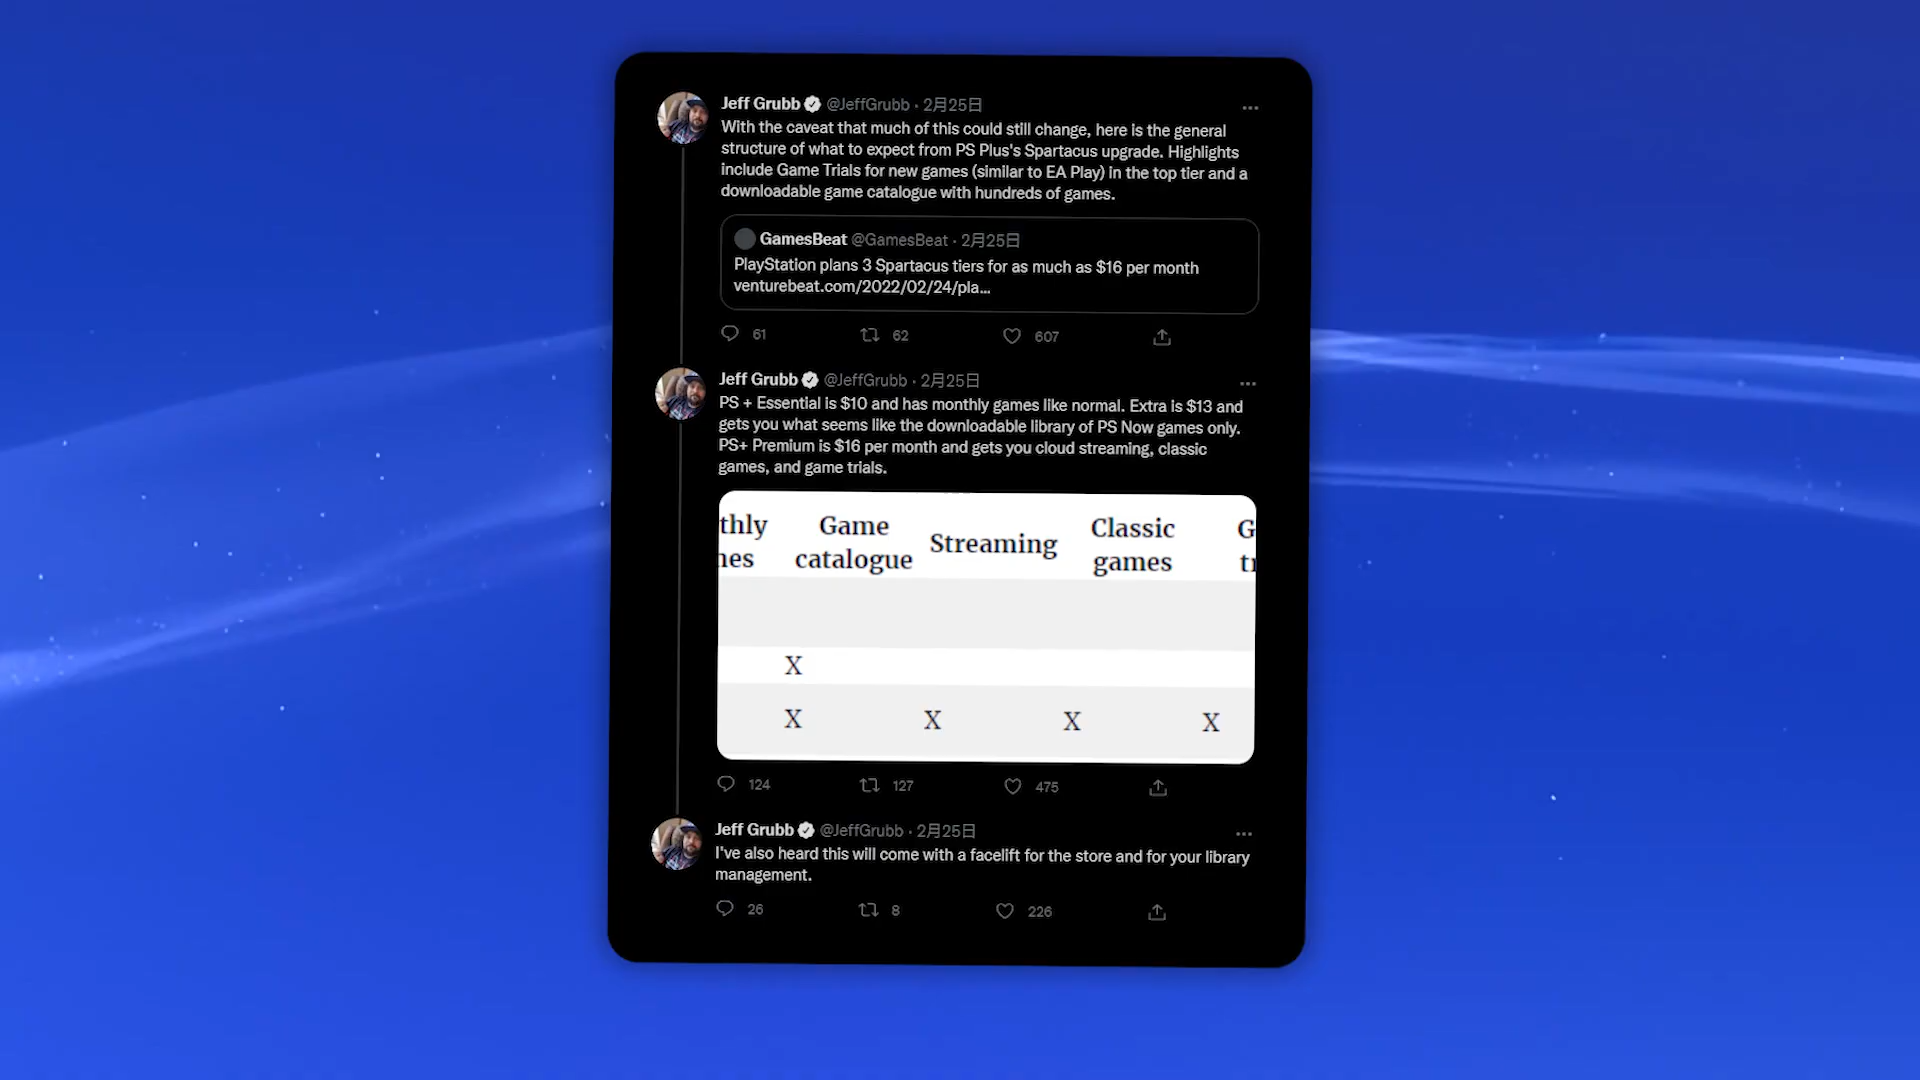 Jeff Grubb @JeffGrubb · 2月25日
With the caveat that much of this could still change, here is the general
structure of what to expect from PS Plus's Spartacus upgrade. Highlights
include Game Trials for new games (similar to EA Play) in the top tier and a
downloadable game catalogue with hundreds of games.
GamesBeat @GamesBeat · 2月25日
PlayStation plans 3 Spartacus tiers for as much as $16 per month
venturebeat.com/2022/02/24/pla...
61 62 607
Jeff Grubb @JeffGrubb · 2月25日
PS + Essential is $10 and has monthly games like normal. Extra is $13 and
gets you what seems like the downloadable library of PS Now games only.
PS+ Premium is $16 per month and gets you cloud streaming, classic
games, and game trials.
thly Game Streaming Classic G
nes catalogue games tr
X
X X X X
124 127 475
Jeff Grubb @JeffGrubb · 2月25日
I've also heard this will come with a facelift for the store and for your library
management.
26 8 226